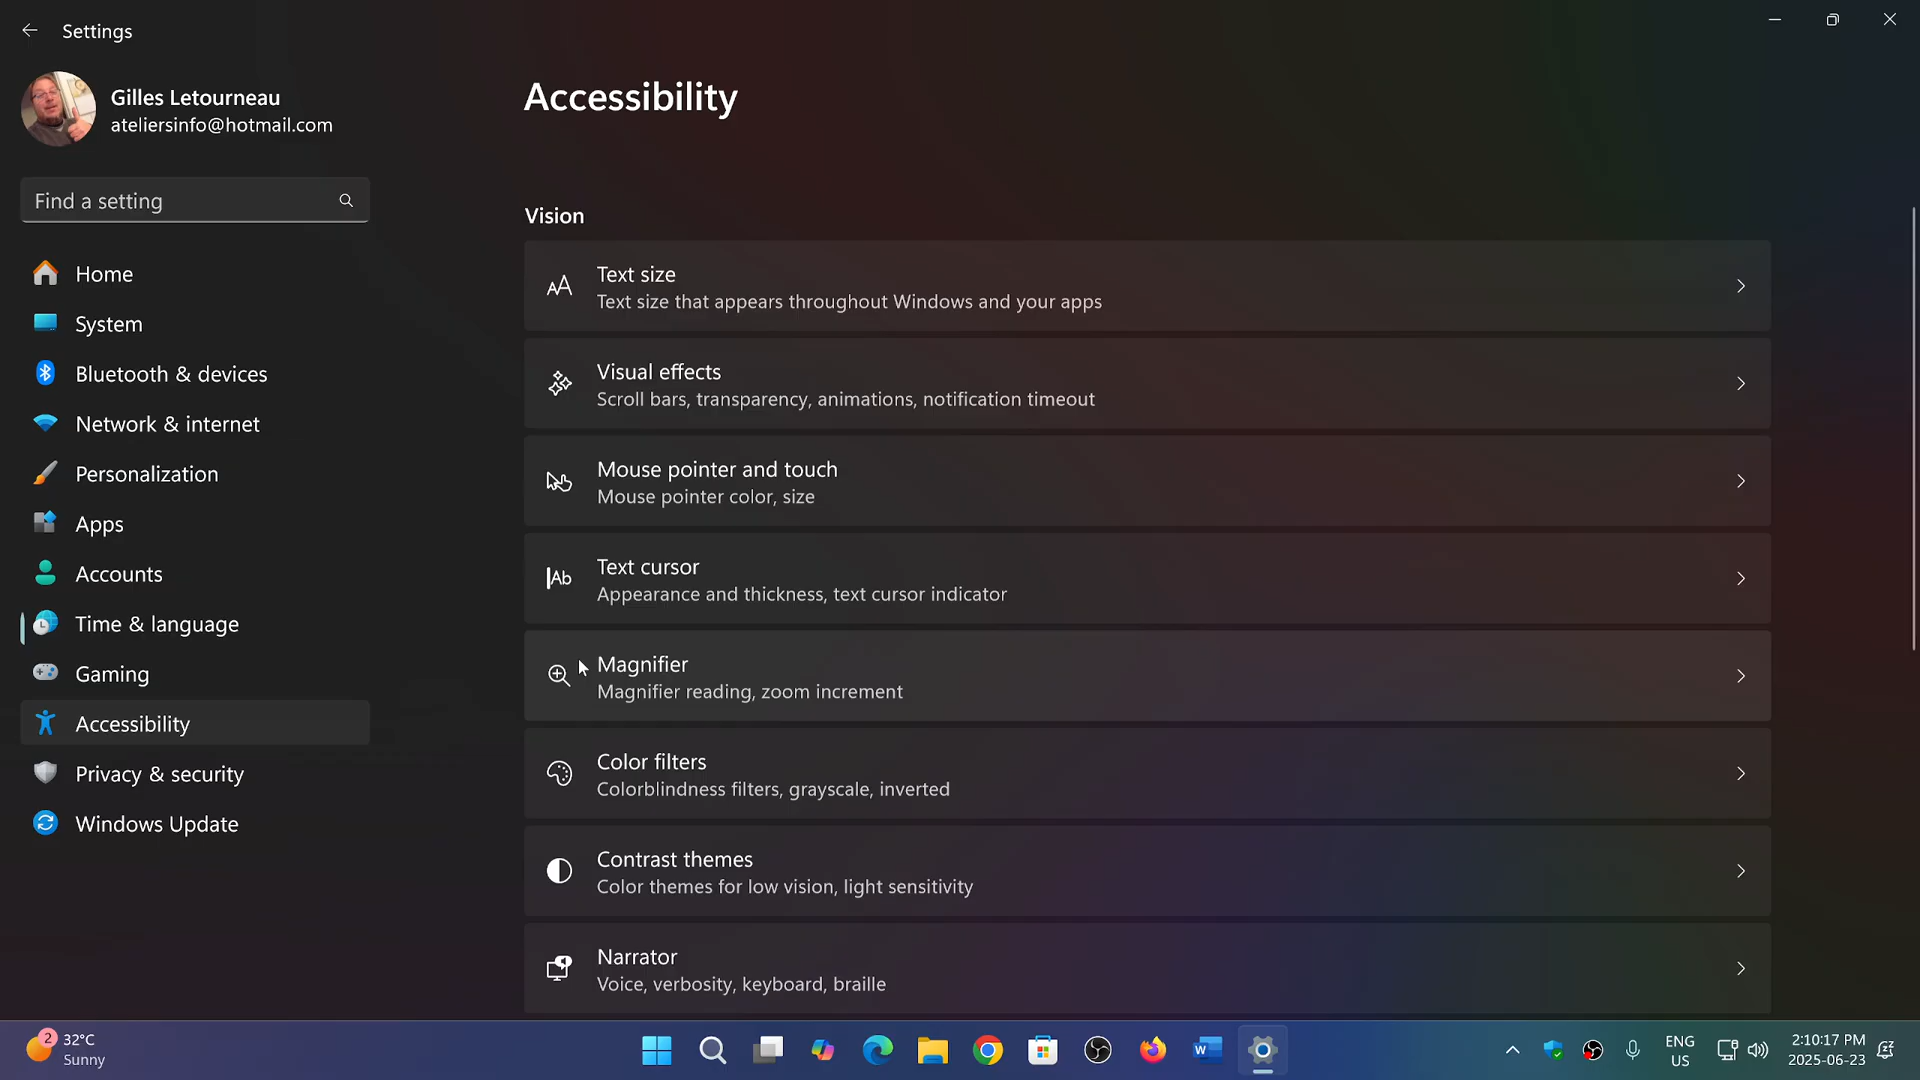 Settings
Gilles Letourneau
ateliersinfo@hotmail.com
Find a setting
Home
System
Bluetooth & devices
Network & internet
Personalization
Apps
Accounts
Time & language
Gaming
Accessibility
Privacy & security
Windows Update
Accessibility
Vision
Text size
Text size that appears throughout Windows and your apps
Visual effects
Scroll bars, transparency, animations, notification timeout
Mouse pointer and touch
Mouse pointer color, size
Text cursor
Appearance and thickness, text cursor indicator
Magnifier
Magnifier reading, zoom increment
Color filters
Colorblindness filters, grayscale, inverted
Contrast themes
Color themes for low vision, light sensitivity
Narrator
Voice, verbosity, keyboard, braille
2
32°C
Sunny
ENG
US
2:10:17 PM
2025-06-23